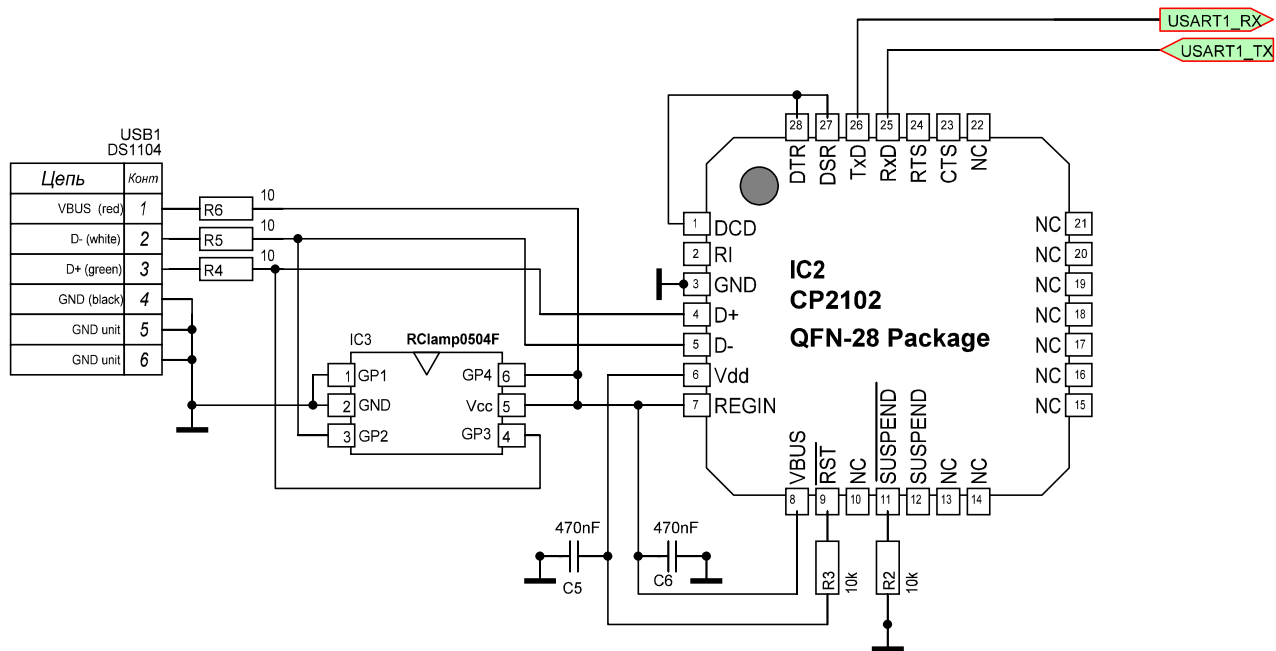 USART1_RX
USART1_TX
USB1
DS1104
Цепь Конт
VBUS (red) 1
D- (white) 2
D+ (green) 3
GND (black) 4
GND unit 5
GND unit 6
R6 10
R5 10
R4 10
IC3 RClamp0504F
1 GP1 GP4 6
2 GND Vcc 5
3 GP2 GP3 4
28 27 26 25 24 23 22
DTR DSR TxD RxD RTS CTS NC
1 DCD
2 RI
3 GND
4 D+
5 D-
6 Vdd
7 REGIN
IC2
CP2102
QFN-28 Package
NC 21
NC 20
NC 19
NC 18
NC 17
NC 16
NC 15
VBUS RST NC SUSPEND SUSPEND NC NC
8 9 10 11 12 13 14
470nF
C5
470nF
C6
R3 10k
R2 10k